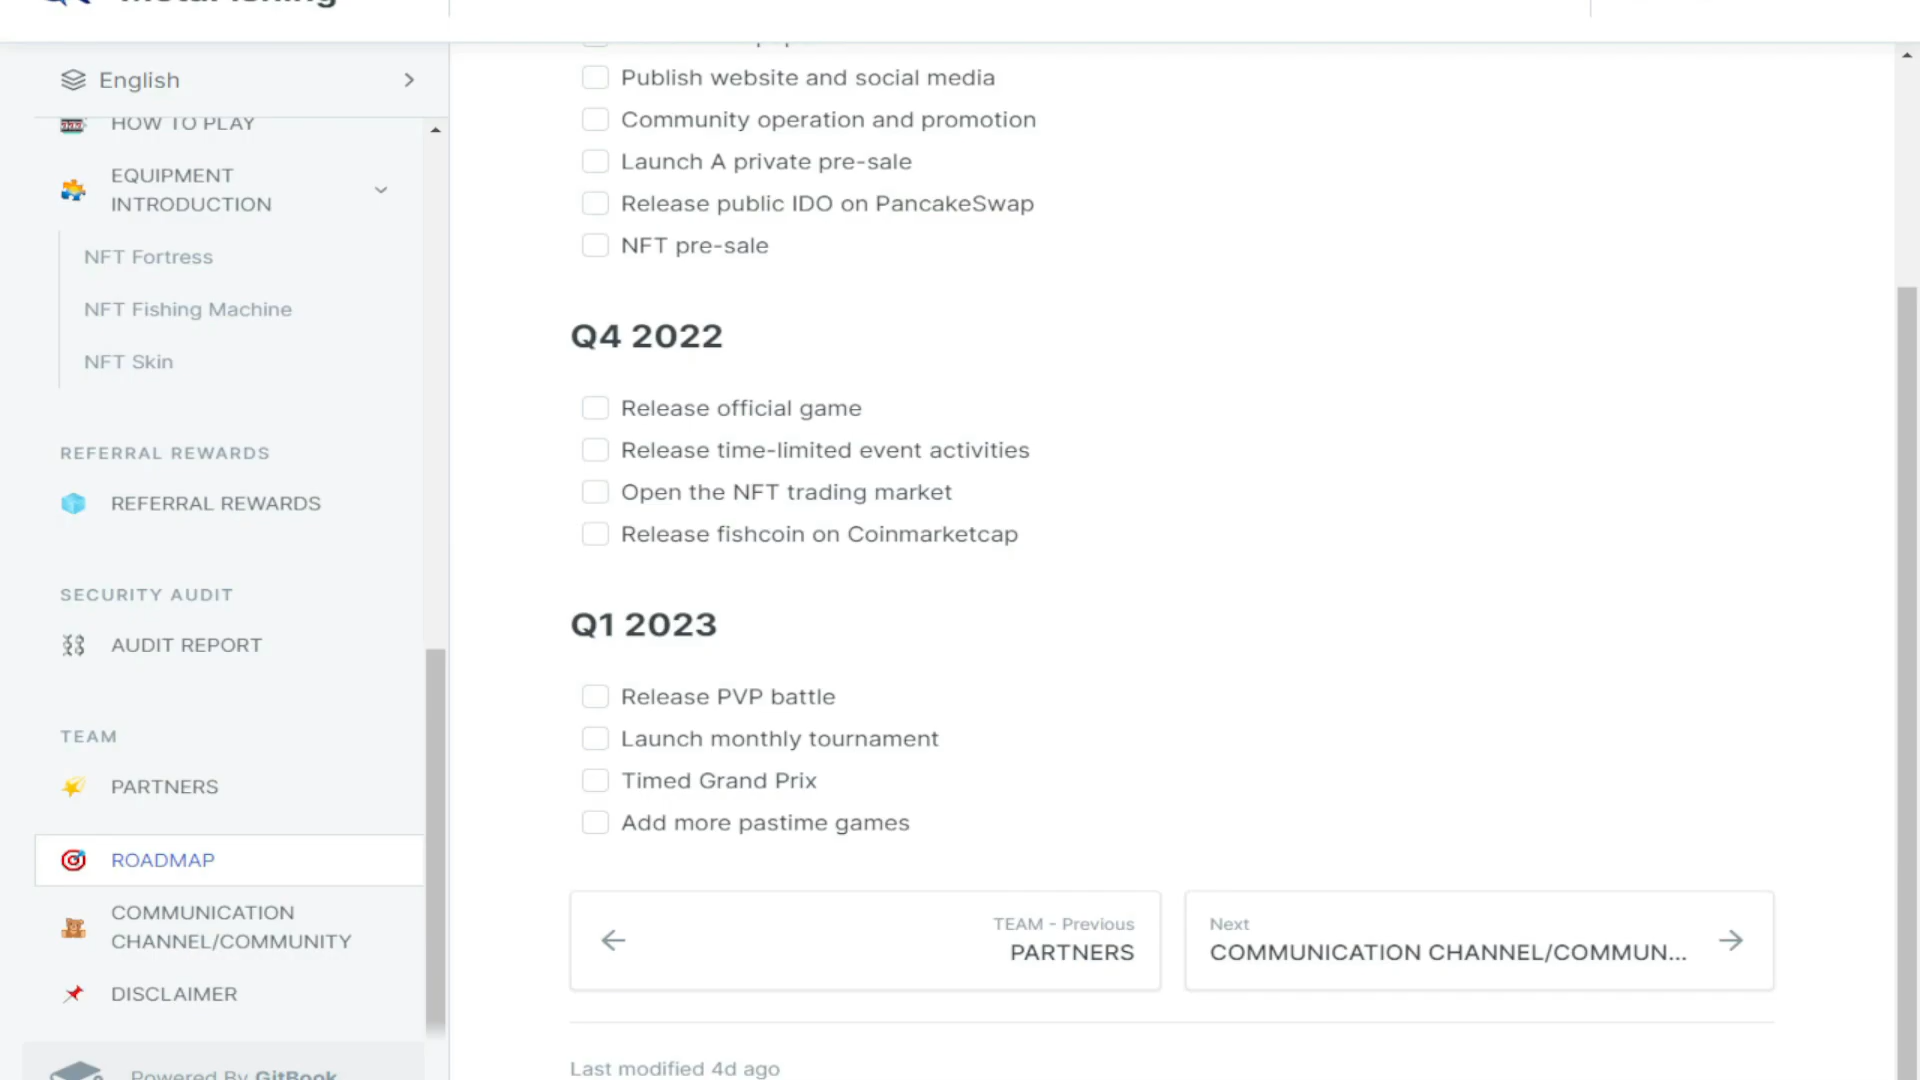 English
HOW TO PLAY
EQUIPMENT
INTRODUCTION
NFT Fortress
NFT Fishing Machine
NFT Skin
REFERRAL REWARDS
REFERRAL REWARDS
SECURITY AUDIT
AUDIT REPORT
TEAM
PARTNERS
ROADMAP
COMMUNICATION
CHANNEL/COMMUNITY
DISCLAIMER
Powered By GitBook
Publish website and social media
Community operation and promotion
Launch A private pre-sale
Release public IDO on PancakeSwap
NFT pre-sale
Q4 2022
Release official game
Release time-limited event activities
Open the NFT trading market
Release fishcoin on Coinmarketcap
Q1 2023
Release PVP battle
Launch monthly tournament
Timed Grand Prix
Add more pastime games
TEAM - Previous
PARTNERS
Next
COMMUNICATION CHANNEL/COMMUN...
Last modified 4d ago